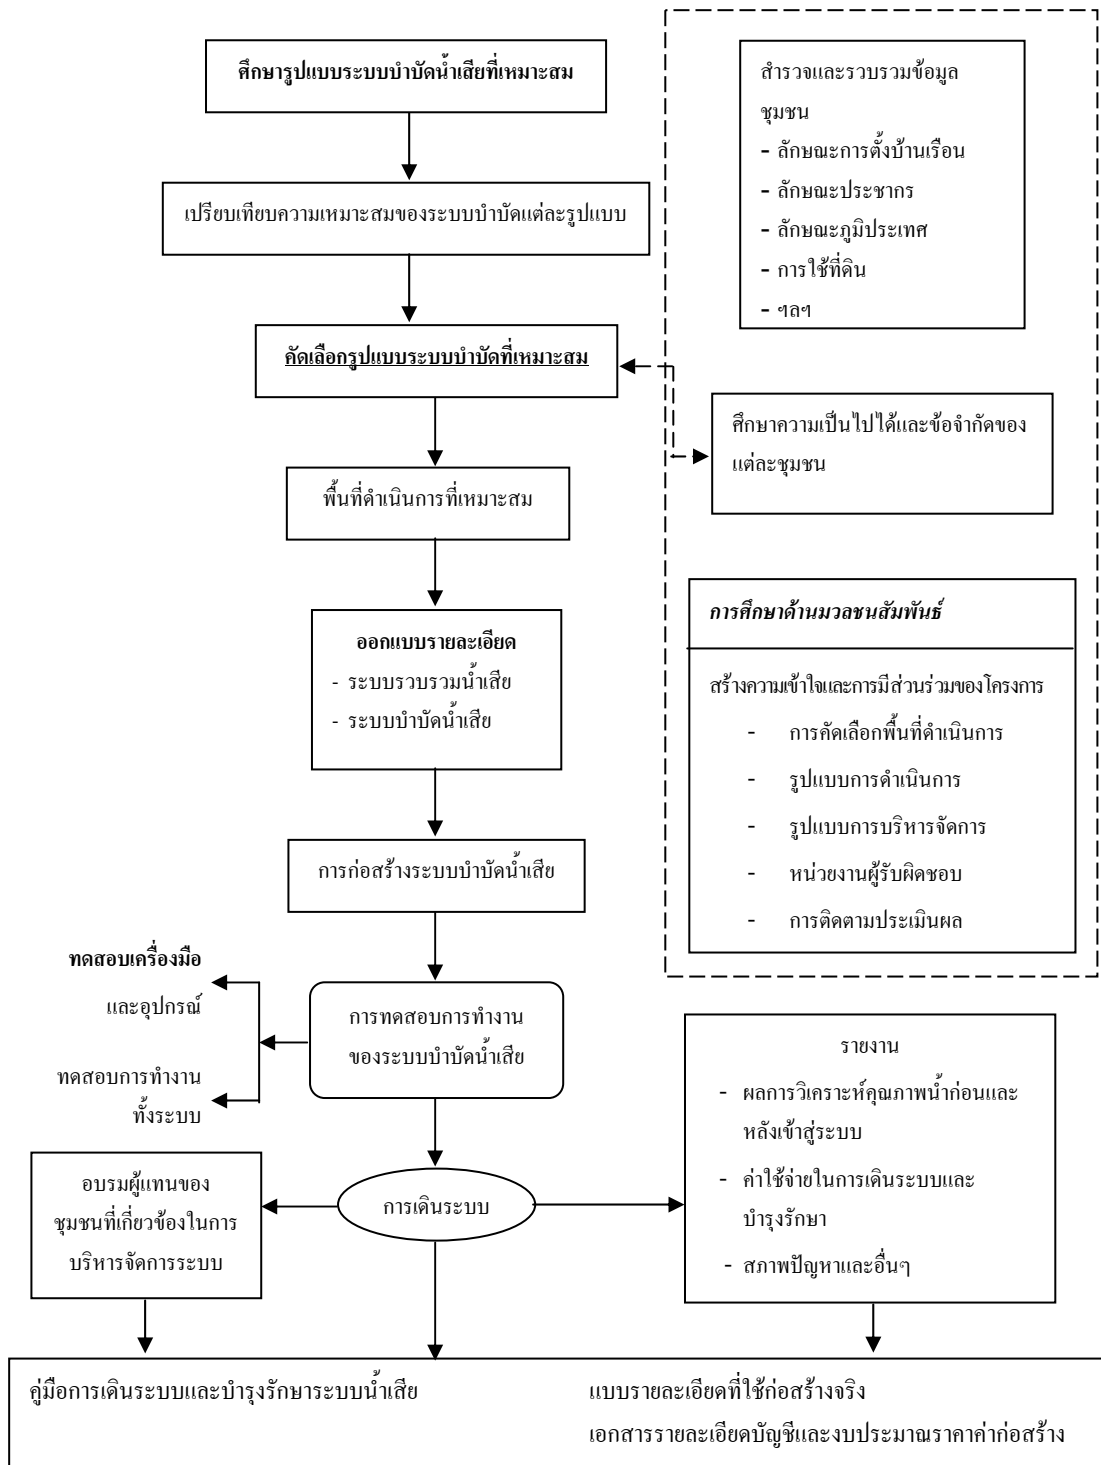 ศึกษารูปแบบระบบบำบัดน้ำเสียที่เหมาะสม
เปรียบเทียบความเหมาะสมของระบบบำบัดแต่ละรูปแบบ
คัดเลือกรูปแบบระบบบำบัดที่เหมาะสม
พื้นที่ดำเนินการที่เหมาะสม
ออกแบบรายละเอียด
- ระบบรวบรวมน้ำเสีย
- ระบบบำบัดน้ำเสีย
การก่อสร้างระบบบำบัดน้ำเสีย
สำรวจและรวบรวมข้อมูล
ชุมชน
- ลักษณะการตั้งบ้านเรือน
- ลักษณะประชากร
- ลักษณะภูมิประเทศ
- การใช้ที่ดิน
- ฯลฯ
ศึกษาความเป็นไปได้และข้อจำกัดของ
แต่ละชุมชน
การศึกษาด้านมวลชนสัมพันธ์
สร้างความเข้าใจและการมีส่วนร่วมของโครงการ
- การคัดเลือกพื้นที่ดำเนินการ
- รูปแบบการดำเนินการ
- รูปแบบการบริหารจัดการ
- หน่วยงานผู้รับผิดชอบ
- การติดตามประเมินผล
ทดสอบเครื่องมือ
และอุปกรณ์
ทดสอบการทำงาน
ทั้งระบบ
การทดสอบการทำงาน
ของระบบบำบัดน้ำเสีย
การเดินระบบ
อบรมผู้แทนของ
ชุมชนที่เกี่ยวข้องในการ
บริหารจัดการระบบ
รายงาน
- ผลการวิเคราะห์คุณภาพน้ำก่อนและ
หลังเข้าสู่ระบบ
- ค่าใช้จ่ายในการเดินระบบและ
บำรุงรักษา
- สภาพปัญหาและอื่นๆ
คู่มือการเดินระบบและบำรุงรักษาระบบน้ำเสีย
แบบรายละเอียดที่ใช้ก่อสร้างจริง
เอกสารรายละเอียดบัญชีและงบประมาณราคาค่าก่อสร้าง